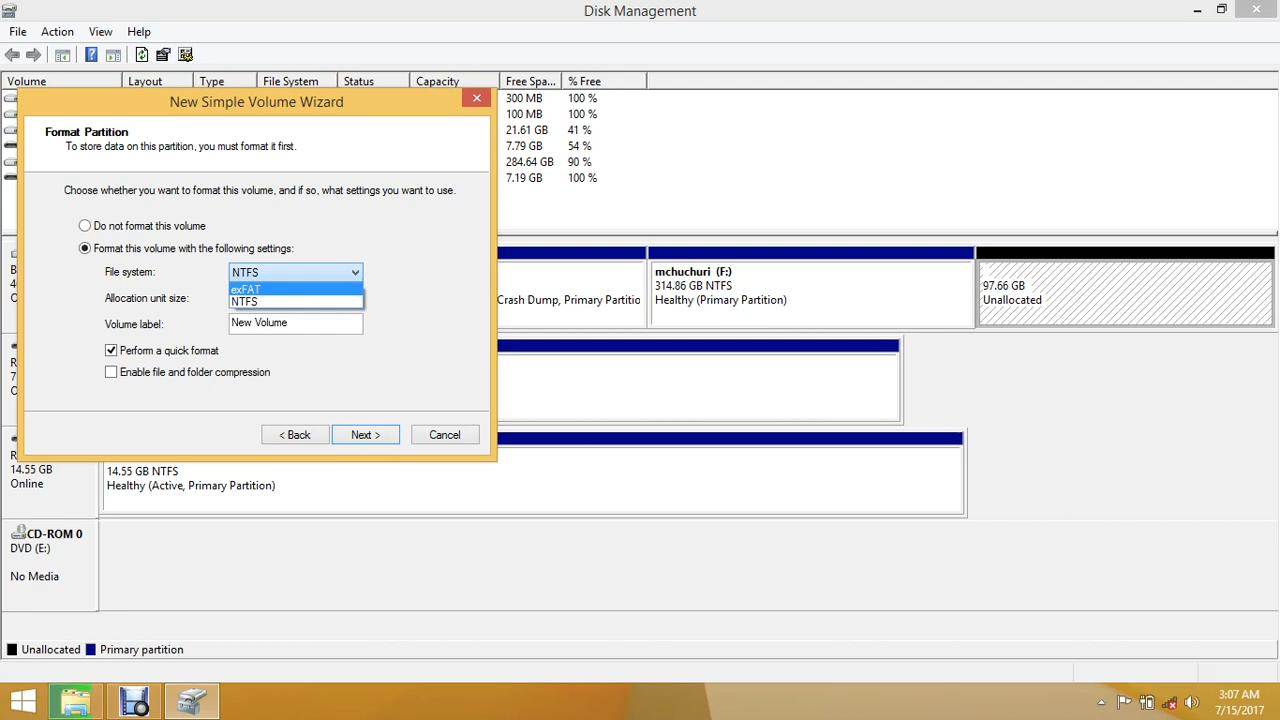 Disk Management
File Action View Help
Volume Layout Type File System Status Capacity Free Spa... % Free
300 MB 100 %
100 MB 100 %
21.61 GB 41 %
7.79 GB 54 %
284.64 GB 90 %
7.19 GB 100 %
New Simple Volume Wizard
Format Partition
To store data on this partition, you must format it first.
Choose whether you want to format this volume, and if so, what settings you want to use.
Do not format this volume
Format this volume with the following settings:
File system: NTFS
exFAT
NTFS
Allocation unit size:
Volume label: New Volume
Perform a quick format
Enable file and folder compression
< Back Next > Cancel
Crash Dump, Primary Partitio
mchuchuri (F:)
314.86 GB NTFS
Healthy (Primary Partition)
97.66 GB
Unallocated
14.55 GB
Online
14.55 GB NTFS
Healthy (Active, Primary Partition)
CD-ROM 0
DVD (E:)
No Media
Unallocated Primary partition
3:07 AM
7/15/2017